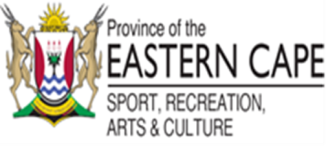 Province of the
EASTERN CAPE
SPORT, RECREATION,
ARTS & CULTURE